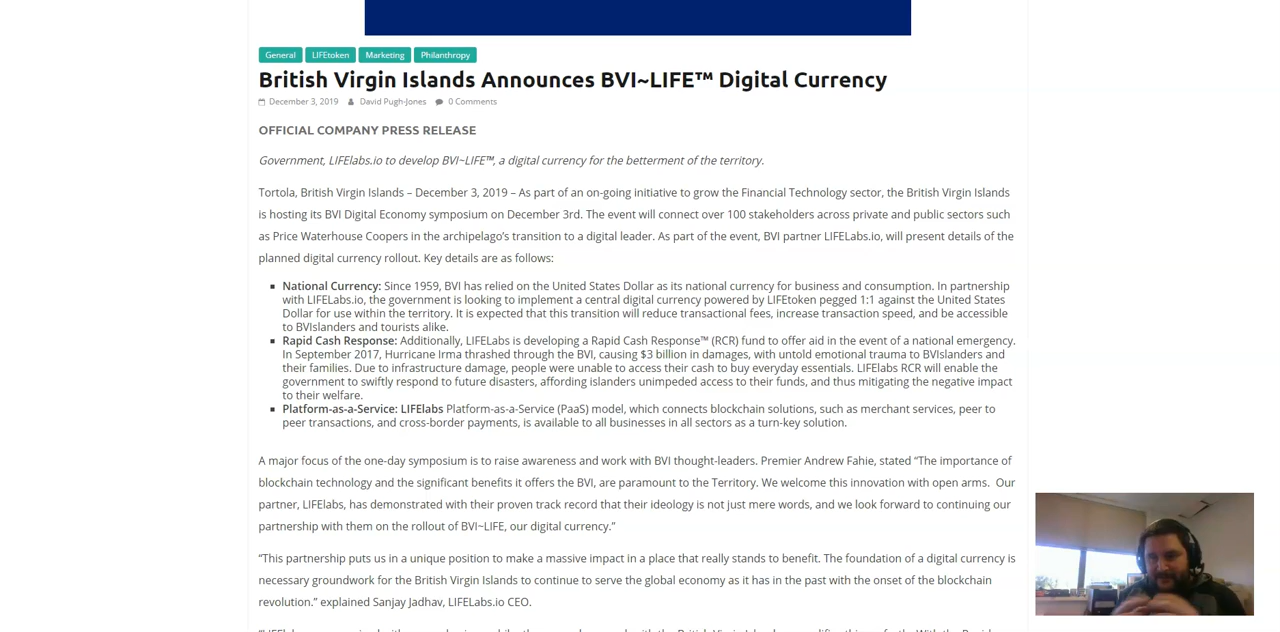 General LIFEtoken Marketing Philanthropy
British Virgin Islands Announces BVI~LIFE™ Digital Currency
December 3, 2019 David Pugh-Jones 0 Comments
OFFICIAL COMPANY PRESS RELEASE
Government, LIFElabs.io to develop BVI~LIFE™, a digital currency for the betterment of the territory.
Tortola, British Virgin Islands – December 3, 2019 – As part of an on-going initiative to grow the Financial Technology sector, the British Virgin Islands
is hosting its BVI Digital Economy symposium on December 3rd. The event will connect over 100 stakeholders across private and public sectors such
as Price Waterhouse Coopers in the archipelago’s transition to a digital leader. As part of the event, BVI partner LIFELabs.io, will present details of the
planned digital currency rollout. Key details are as follows:
National Currency: Since 1959, BVI has relied on the United States Dollar as its national currency for business and consumption. In partnership
with LIFELabs.io, the government is looking to implement a central digital currency powered by LIFEtoken pegged 1:1 against the United States
Dollar for use within the territory. It is expected that this transition will reduce transactional fees, increase transaction speed, and be accessible
to BVIslanders and tourists alike.
Rapid Cash Response: Additionally, LIFELabs is developing a Rapid Cash Response™ (RCR) fund to offer aid in the event of a national emergency.
In September 2017, Hurricane Irma thrashed through the BVI, causing $3 billion in damages, with untold emotional trauma to BVIslanders and
their families. Due to infrastructure damage, people were unable to access their cash to buy everyday essentials. LIFElabs RCR will enable the
government to swiftly respond to future disasters, affording islanders unimpeded access to their funds, and thus mitigating the negative impact
to their welfare.
Platform-as-a-Service: LIFElabs Platform-as-a-Service (PaaS) model, which connects blockchain solutions, such as merchant services, peer to
peer transactions, and cross-border payments, is available to all businesses in all sectors as a turn-key solution.
A major focus of the one-day symposium is to raise awareness and work with BVI thought-leaders. Premier Andrew Fahie, stated “The importance of
blockchain technology and the significant benefits it offers the BVI, are paramount to the Territory. We welcome this innovation with open arms. Our
partner, LIFElabs, has demonstrated with their proven track record that their ideology is not just mere words, and we look forward to continuing our
partnership with them on the rollout of BVI~LIFE, our digital currency.”
“This partnership puts us in a unique position to make a massive impact in a place that really stands to benefit. The foundation of a digital currency is
necessary groundwork for the British Virgin Islands to continue to serve the global economy as it has in the past with the onset of the blockchain
revolution.” explained Sanjay Jadhav, LIFELabs.io CEO.